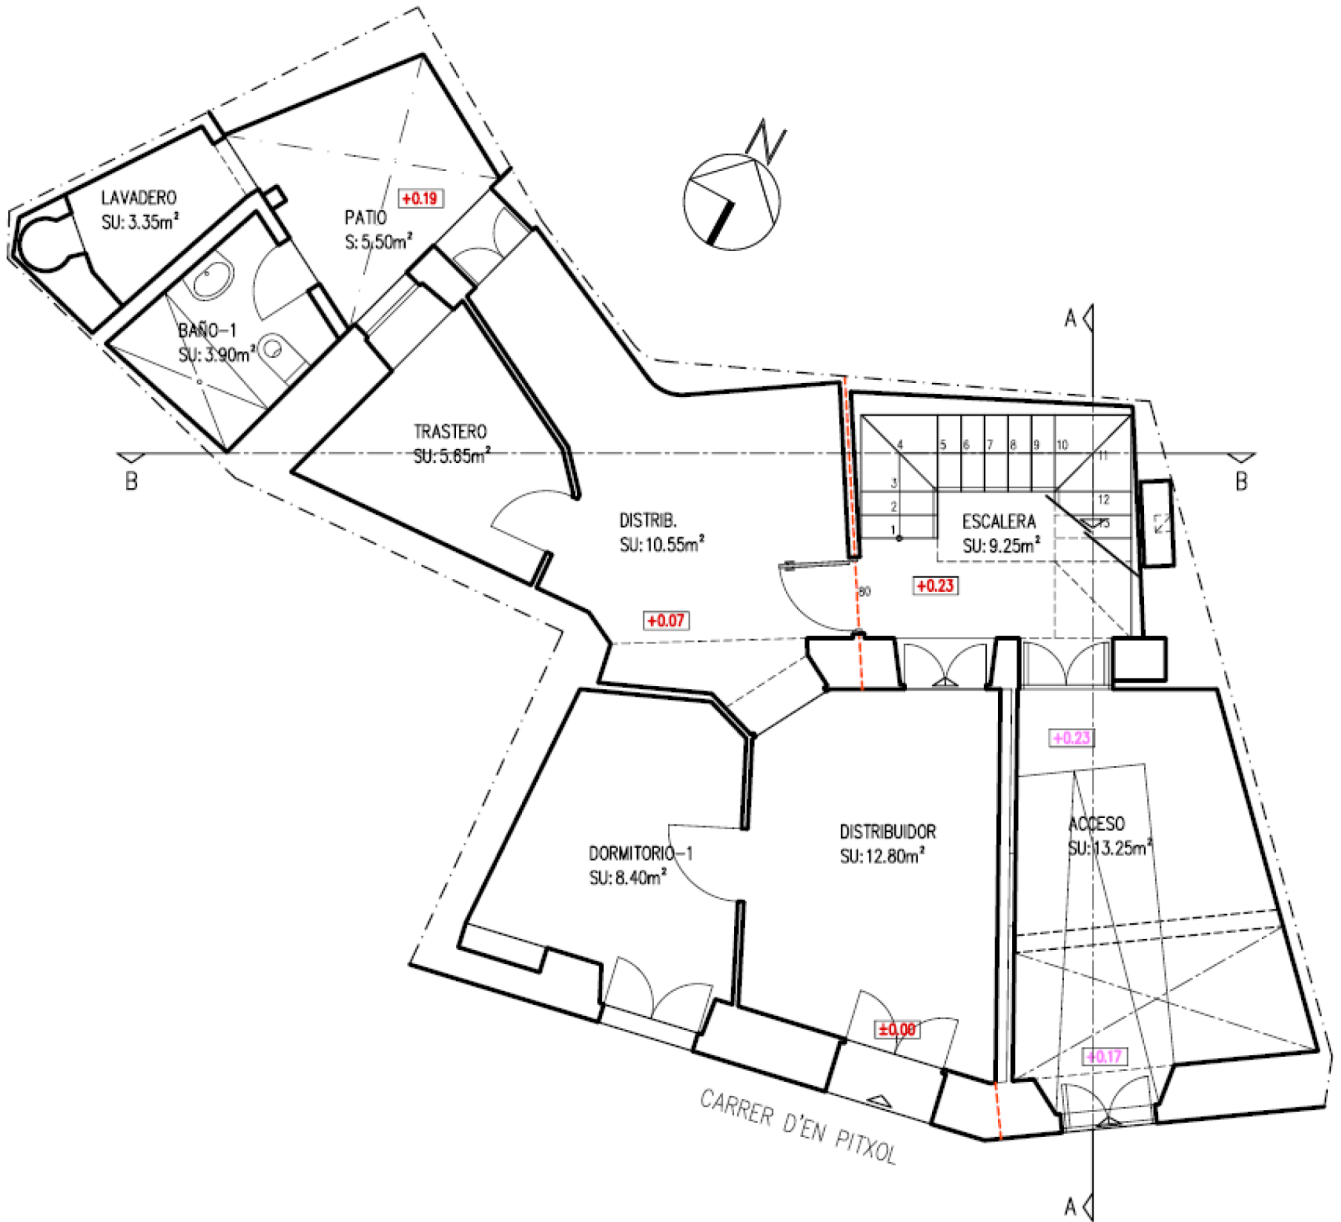 N
LAVADERO
SU: 3.35m²
+0.19
PATIO
S: 5.50m²
BAÑO-1
SU: 3.90m²
A
TRASTERO
SU: 5.65m²
B
B
4
5
6
7
8
9
10
11
3
12
2
13
1
DISTRIB.
SU: 10.55m²
ESCALERA
SU: 9.25m²
+0.23
80
+0.07
+0.23
DISTRIBUIDOR
SU: 12.80m²
ACCESO
SU: 13.25m²
DORMITORIO-1
SU: 8.40m²
±0.00
+0.17
CARRER D'EN PITXOL
A